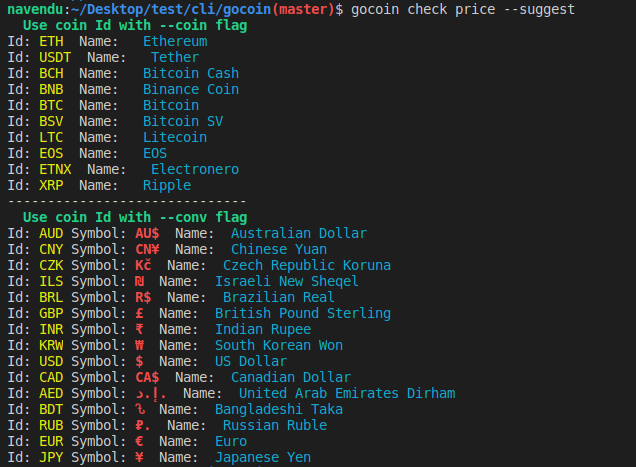 navendu:~/Desktop/test/cli/gocoin(master)$ gocoin check price --suggest
Use coin Id with --coin flag
Id: ETH Name: Ethereum
Id: USDT Name: Tether
Id: BCH Name: Bitcoin Cash
Id: BNB Name: Binance Coin
Id: BTC Name: Bitcoin
Id: BSV Name: Bitcoin SV
Id: LTC Name: Litecoin
Id: EOS Name: EOS
Id: ETNX Name: Electronero
Id: XRP Name: Ripple
------------------------------
Use coin Id with --conv flag
Id: AUD Symbol: AU$ Name: Australian Dollar
Id: CNY Symbol: CN¥ Name: Chinese Yuan
Id: CZK Symbol: Kč Name: Czech Republic Koruna
Id: ILS Symbol: ₪ Name: Israeli New Sheqel
Id: BRL Symbol: R$ Name: Brazilian Real
Id: GBP Symbol: £ Name: British Pound Sterling
Id: INR Symbol: ₹ Name: Indian Rupee
Id: KRW Symbol: ₩ Name: South Korean Won
Id: USD Symbol: $ Name: US Dollar
Id: CAD Symbol: CA$ Name: Canadian Dollar
Id: AED Symbol: د.إ. Name: United Arab Emirates Dirham
Id: BDT Symbol: ৳ Name: Bangladeshi Taka
Id: RUB Symbol: ₽. Name: Russian Ruble
Id: EUR Symbol: € Name: Euro
Id: JPY Symbol: ¥ Name: Japanese Yen